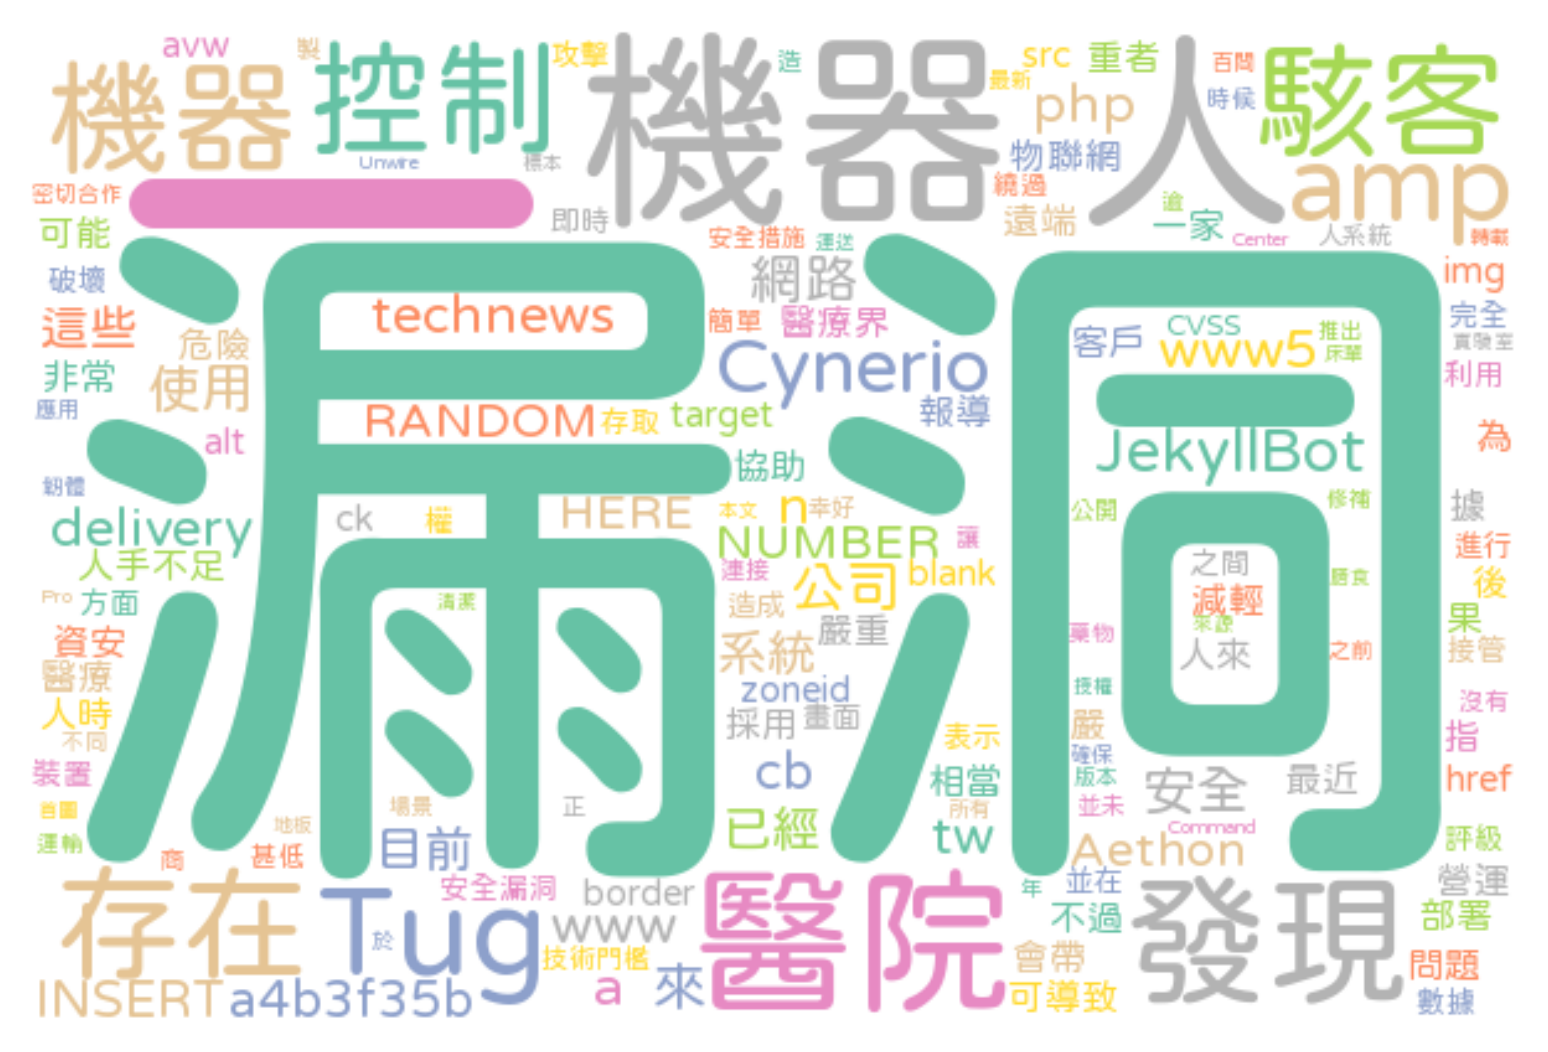 avw
製
攻擊
造
最新
src
重者
百間
機器
控制
機器人
php
時候
駭客
Unwire
標本
物聯網
amp
密切合作
一
即時
繞過
遠端
逾
一家
Center
人系統
轉載
可能
安全措施
運送
破壞
網路
img
這些
technews
簡單
醫療界
客戶
CVSS
推出
完全
危險
漏洞
Cynerio
www5
床單
實驗室
非常
使用
利用
應用
RANDOM
存取
target
報導
alt
JekyllBot
為
協助
韌體
ck
權
HERE
本文
n
幸好
公開
修補
據
delivery
NUMBER
讓
之間
進行
人手不足
連接
公司
blank
膳食
後
Pro
方面
清潔
造成
減輕
來源
果
資安
系統
嚴重
藥物
人來
之前
接管
醫療
zoneid
授權
沒有
人時
採用
畫面
嚴
不同
表示
確保
指
裝置
cb
相當
版本
安全
最近
href
首圖
場景
正
所有
並未
運輸
地板
已經
tw
Command
評級
商
甚低
目前
Aethon
存在
Tug
安全漏洞
border
醫院
年
並在
發現
營運
於
www
不過
部署
技術門檻
會帶
問題
INSERT
a4b3f35b
a
來
可導致
數據